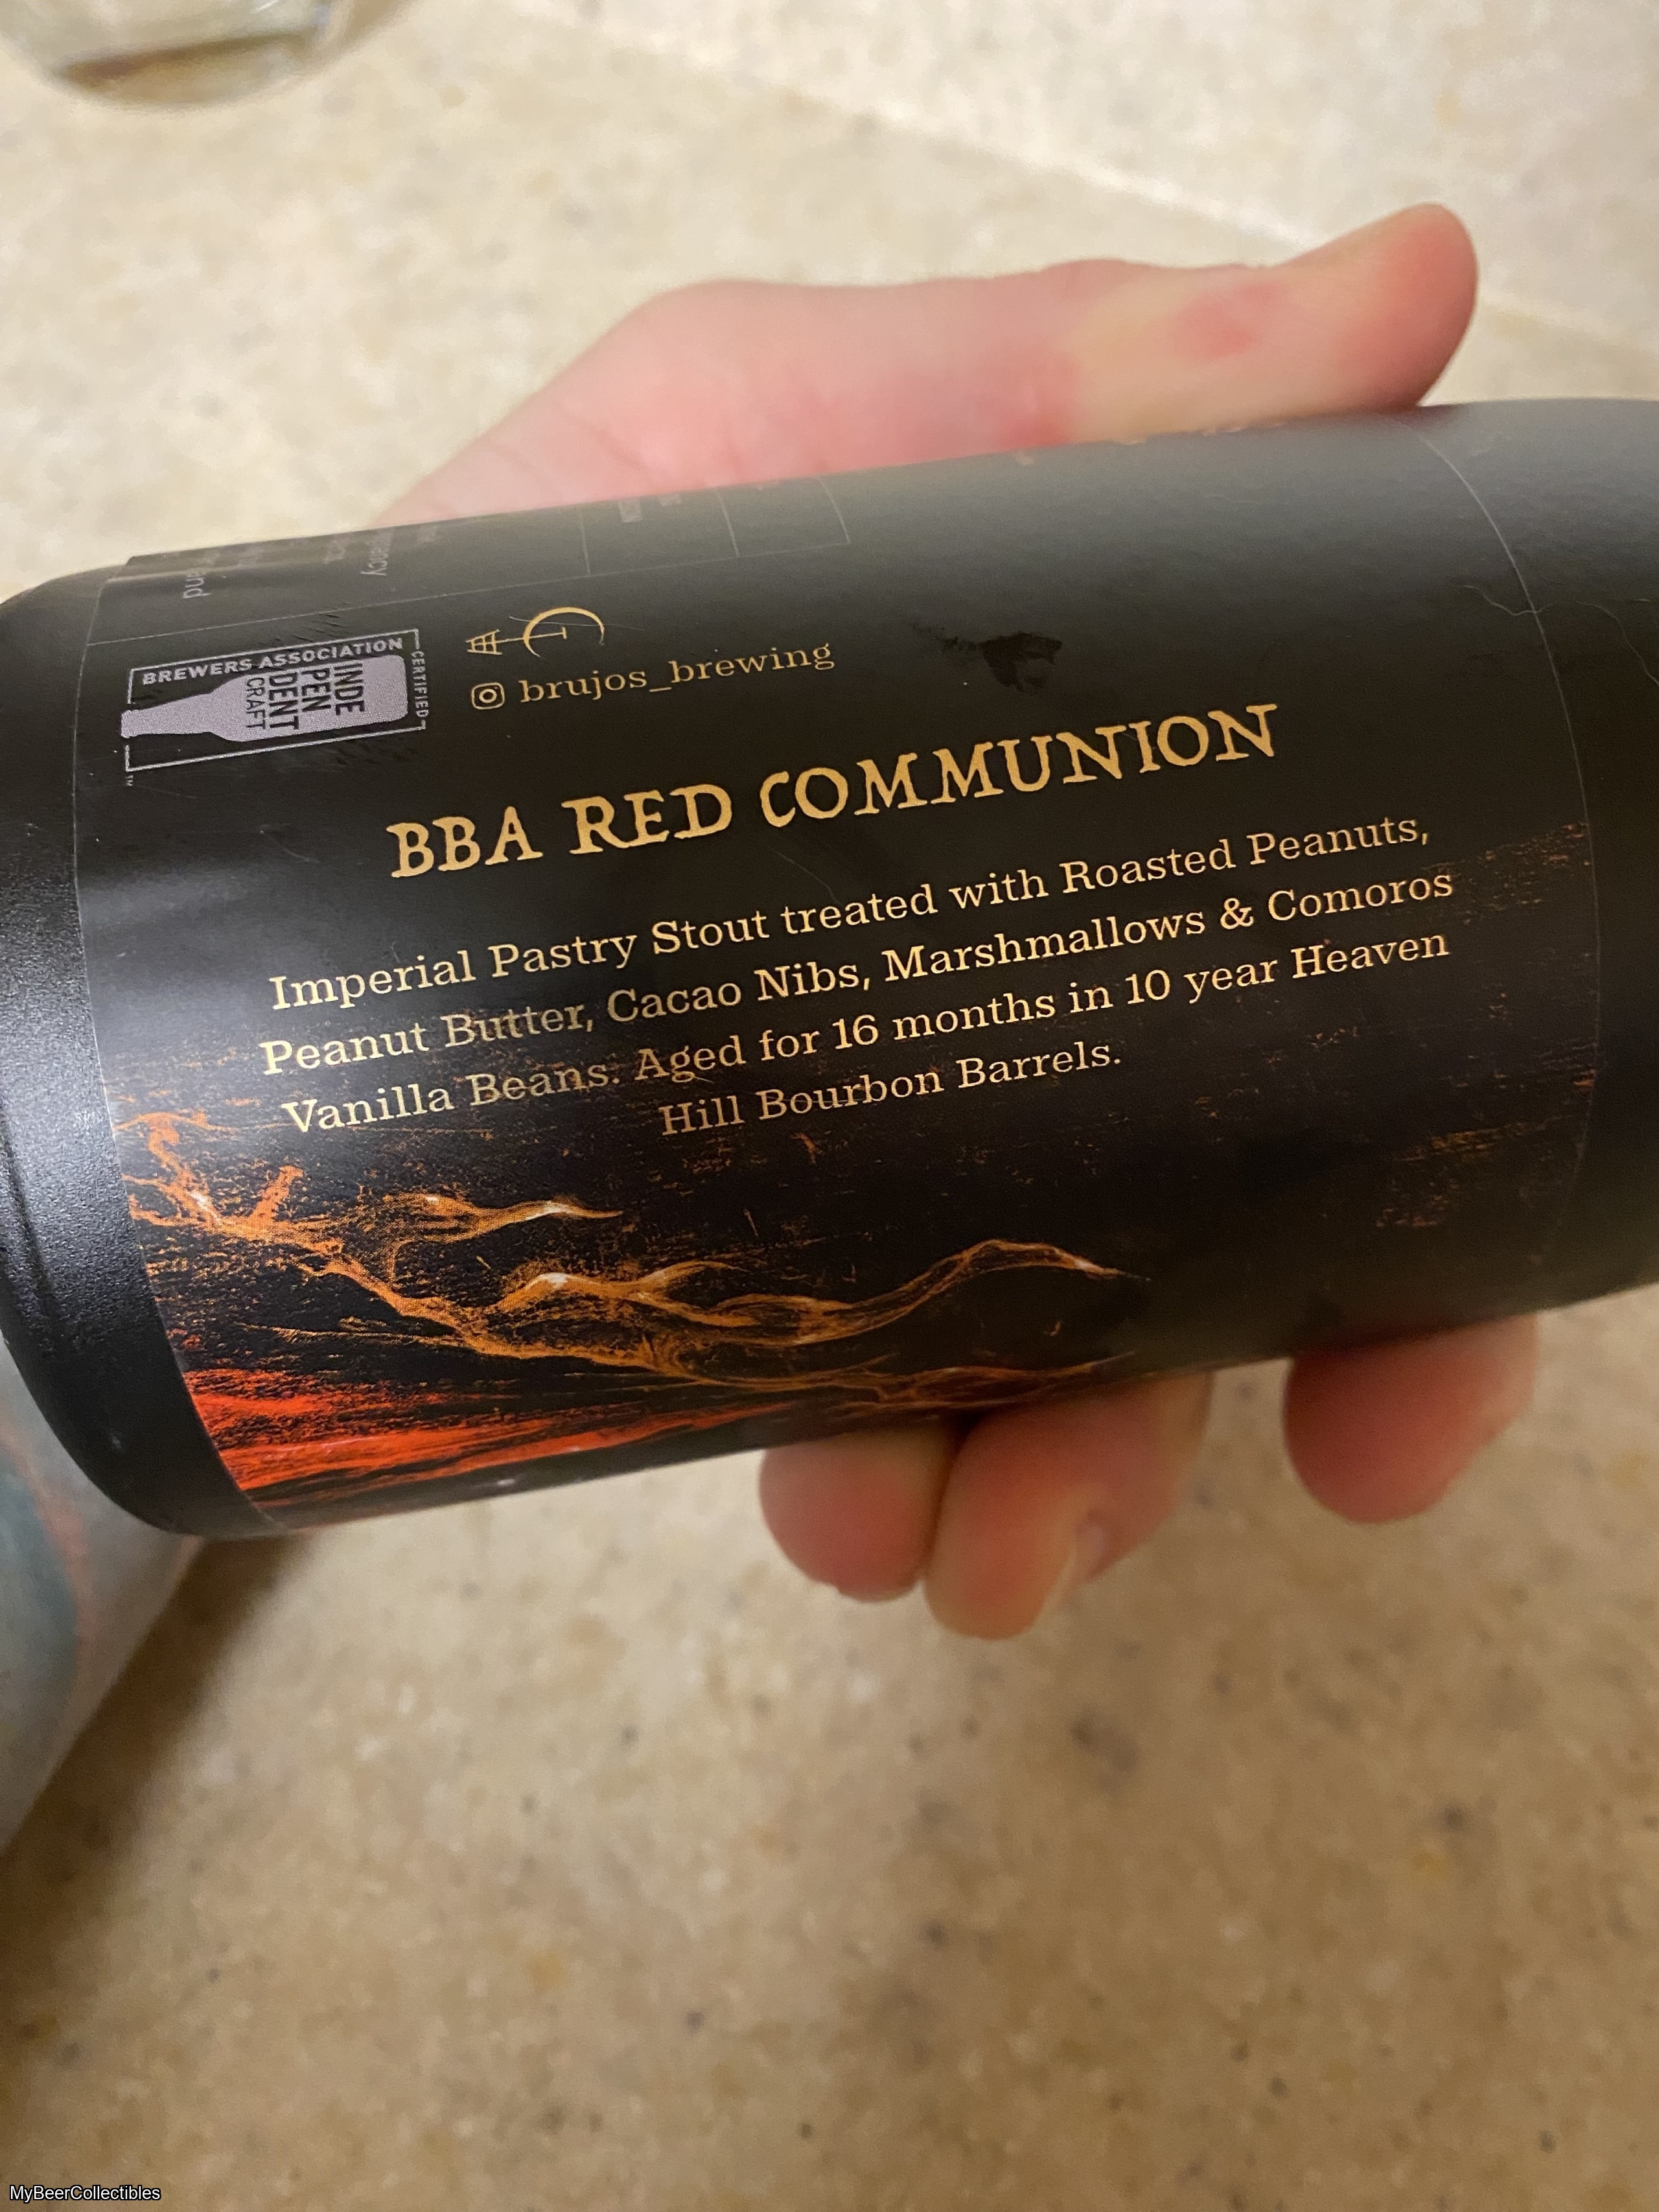 BREWERS ASSOCIATION
CERTIFIED
INDE
PEN
DENT
CRAFT
TM
brujos_brewing
BBA RED COMMUNION
Imperial Pastry Stout treated with Roasted Peanuts,
Peanut Butter, Cacao Nibs, Marshmallows & Comoros
Vanilla Beans. Aged for 16 months in 10 year Heaven
Hill Bourbon Barrels.
MyBeerCollectibles